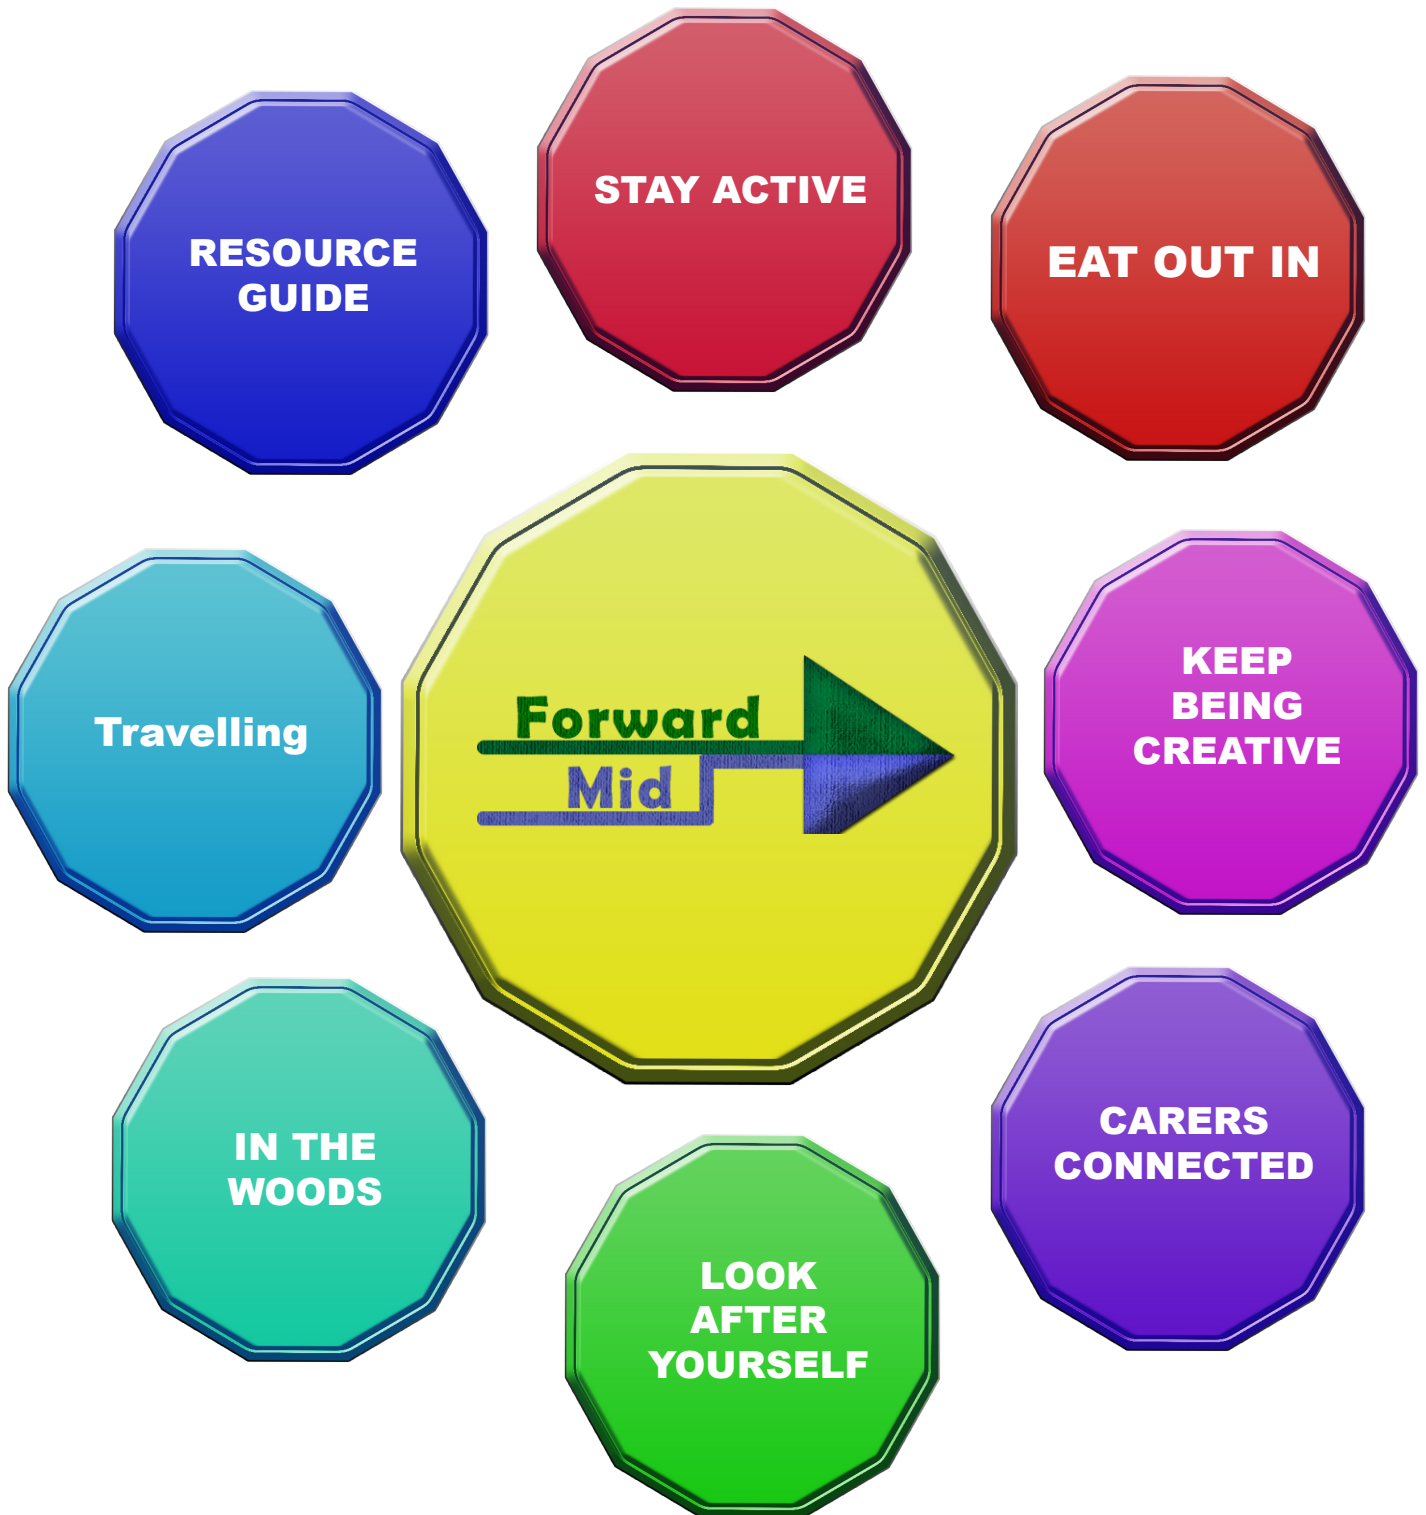 STAY ACTIVE
RESOURCE
GUIDE
EAT OUT IN
Forward
Mid
Travelling
KEEP
BEING
CREATIVE
IN THE
WOODS
CARERS
CONNECTED
LOOK
AFTER
YOURSELF